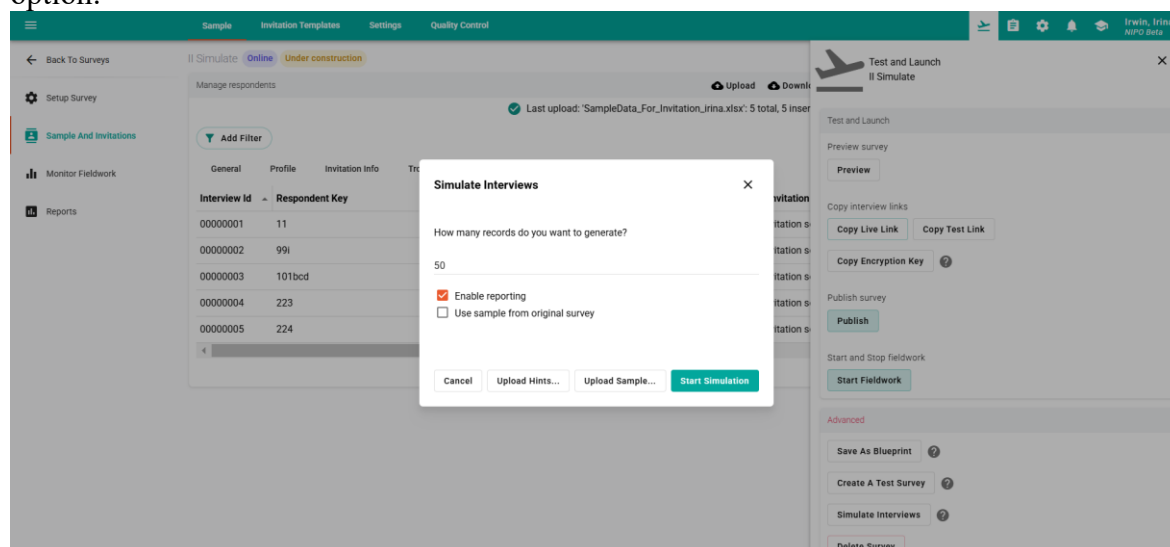 option.
Sample Invitation Templates Settings Quality Control
Irwin, Irin
NIPO Beta
Back To Surveys
II Simulate Online Under construction
Test and Launch
II Simulate
Manage respondents Upload Downl
Setup Survey
Last upload: 'SampleData_For_Invitation_irina.xlsx': 5 total, 5 inser
Test and Launch
Sample And Invitations
Add Filter
Preview survey
Preview
Monitor Fieldwork
General Profile Invitation Info Tr
Simulate Interviews
Interview Id Respondent Key
Reports
Copy interview links
Copy Live Link Copy Test Link
00000001 11
How many records do you want to generate?
00000002 99i
Copy Encryption Key
50
00000003 101bcd
Enable reporting
Publish survey
00000004 223
Use sample from original survey
Publish
00000005 224
Start and Stop fieldwork
Cancel Upload Hints... Upload Sample... Start Simulation
Start Fieldwork
Advanced
Save As Blueprint
Create A Test Survey
Simulate Interviews
Delete Survey